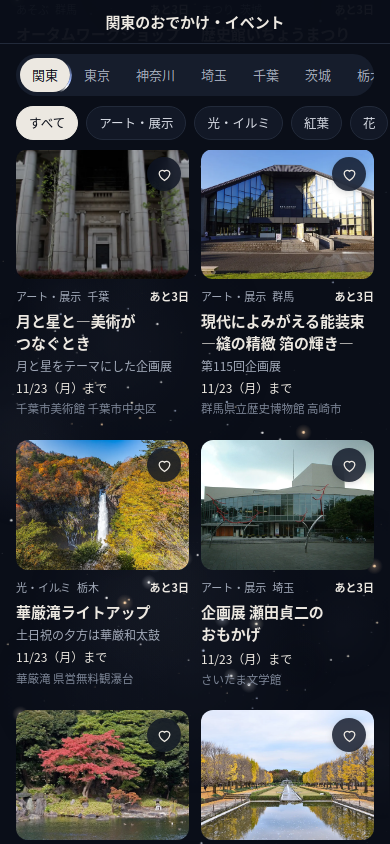 関東のおでかけ・イベント
関東 東京 神奈川 埼玉 千葉 茨城
すべて アート・展示 光・イルミ 紅葉 花
アート・展示 千葉 あと3日
月と星と―美術が
つなぐとき
月と星をテーマにした企画展
11/23（月）まで
千葉市美術館 千葉市中央区
アート・展示 群馬 あと3日
現代によみがえる能装束
―縫の精緻 箔の輝き―
第115回企画展
11/23（月）まで
群馬県立歴史博物館 高崎市
光・イルミ 栃木 あと3日
華厳滝ライトアップ
土日祝の夕方は華厳和太鼓
11/23（月）まで
華厳滝 県営無料観瀑台
アート・展示 埼玉 あと3日
企画展 瀬田貞二の
おもかげ
11/23（月）まで
さいたま文学館